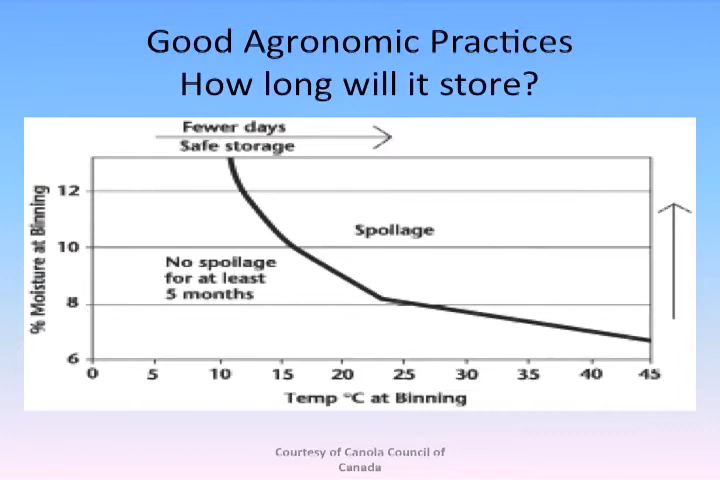 Good Agronomic Practices
How long will it store?
Fewer days
Safe storage
% Moisture at Binning
12
10
8
6
Spoilage
No spoilage
for at least
5 months
0 5 10 15 20 25 30 35 40 45
Temp °C at Binning
Courtesy of Canola Council of
Canada